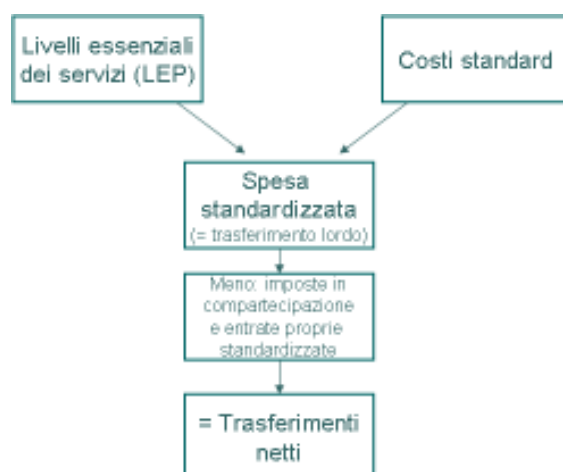 Livelli essenziali
dei servizi (LEP)
Costi standard
Spesa
standardizzata
(= trasferimento lordo)
Meno: imposte in
compartecipazione
e entrate proprie
standardizzate
= Trasferimenti
netti